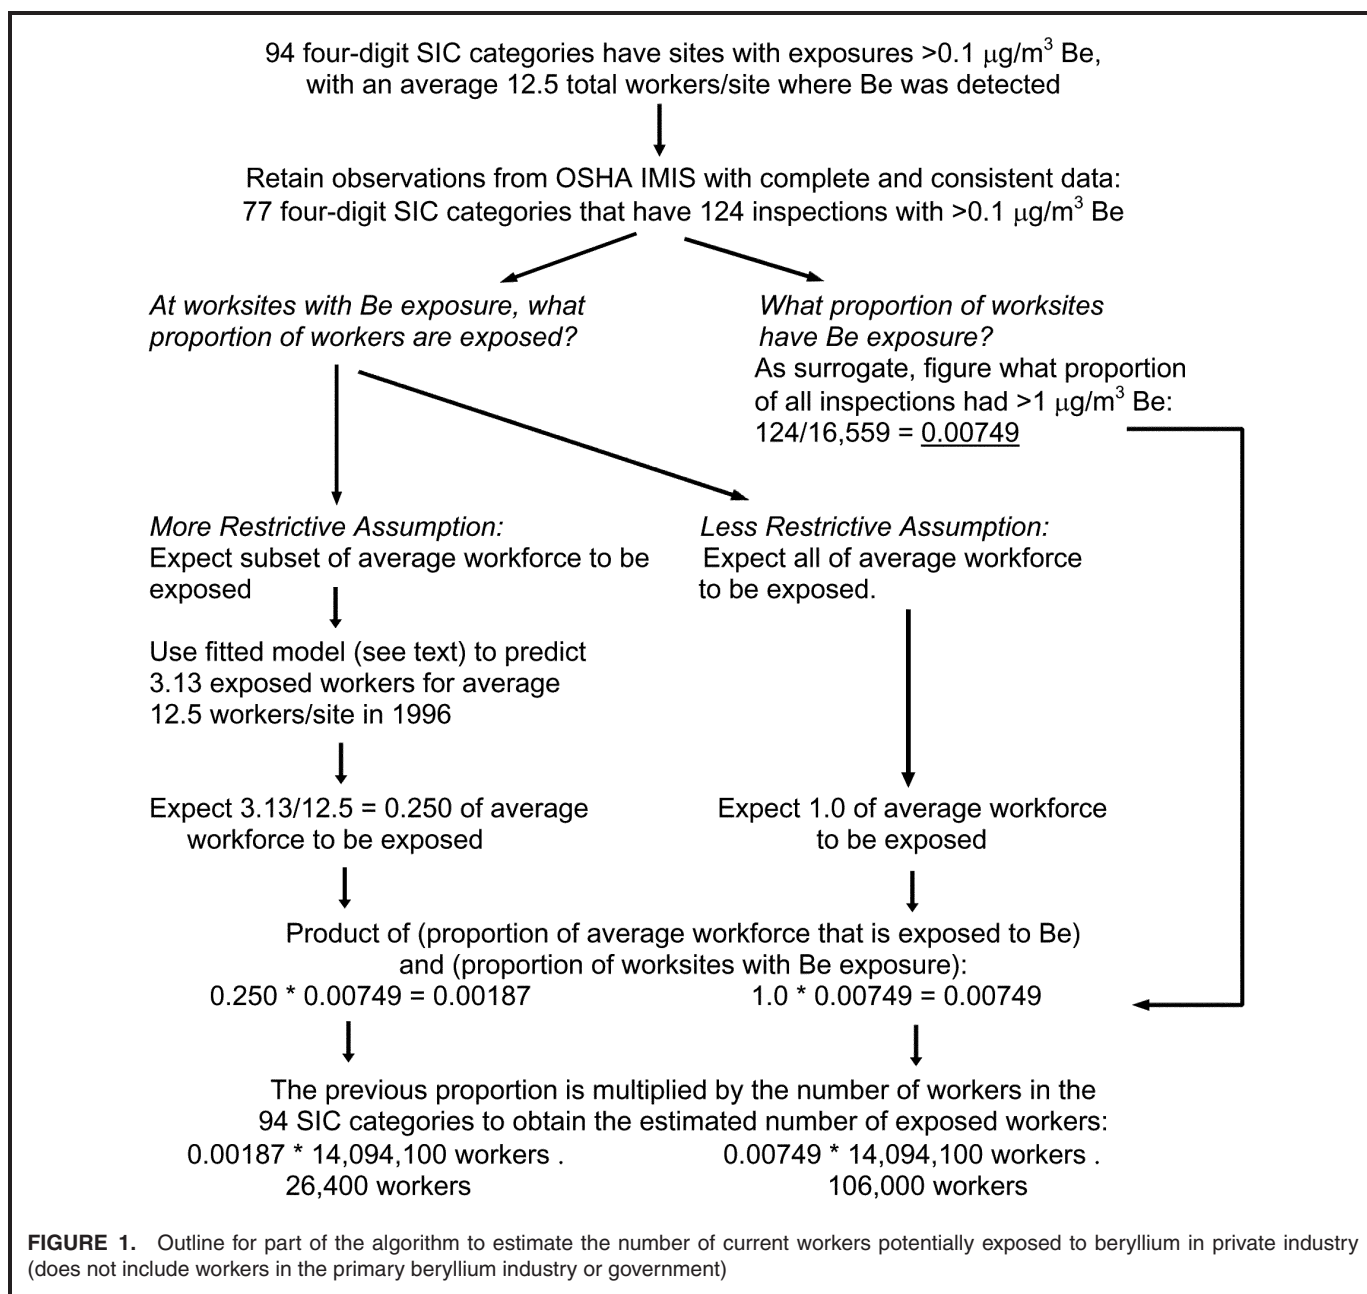 94 four-digit SIC categories have sites with exposures >0.1 μg/m³ Be,
with an average 12.5 total workers/site where Be was detected
Retain observations from OSHA IMIS with complete and consistent data:
77 four-digit SIC categories that have 124 inspections with >0.1 μg/m³ Be
At worksites with Be exposure, what
proportion of workers are exposed?
What proportion of worksites
have Be exposure?
As surrogate, figure what proportion
of all inspections had >1 μg/m³ Be:
124/16,559 = 0.00749
More Restrictive Assumption:
Expect subset of average workforce to be
exposed
Less Restrictive Assumption:
Expect all of average workforce
to be exposed.
Use fitted model (see text) to predict
3.13 exposed workers for average
12.5 workers/site in 1996
Expect 3.13/12.5 = 0.250 of average
workforce to be exposed
Expect 1.0 of average workforce
to be exposed
Product of (proportion of average workforce that is exposed to Be)
and (proportion of worksites with Be exposure):
0.250 * 0.00749 = 0.00187
1.0 * 0.00749 = 0.00749
The previous proportion is multiplied by the number of workers in the
94 SIC categories to obtain the estimated number of exposed workers:
0.00187 * 14,094,100 workers .
26,400 workers
0.00749 * 14,094,100 workers .
106,000 workers
FIGURE 1. Outline for part of the algorithm to estimate the number of current workers potentially exposed to beryllium in private industry
(does not include workers in the primary beryllium industry or government)